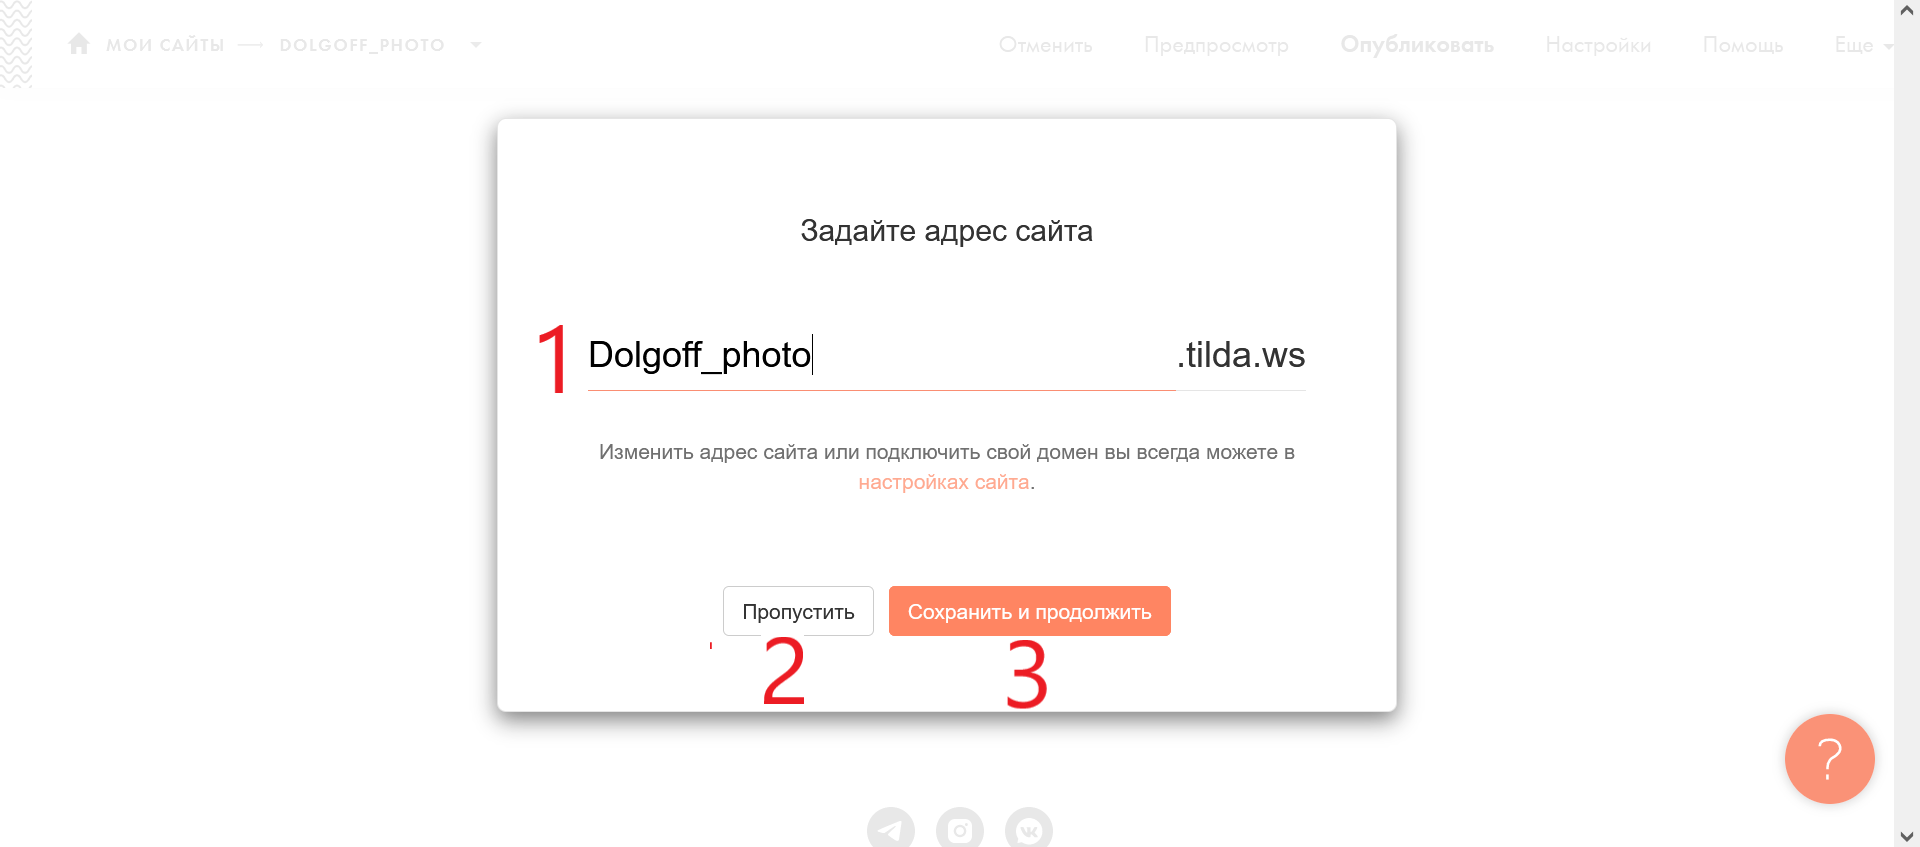 МОИ САЙТЫ — DOLGOFF_PHOTO
Отменить Предпросмотр Опубликовать Настройки Помощь Еще
Задайте адрес сайта
1 Dolgoff_photo .tilda.ws
Изменить адрес сайта или подключить свой домен вы всегда можете в
настройках сайта.
Пропустить Сохранить и продолжить
2 3
?